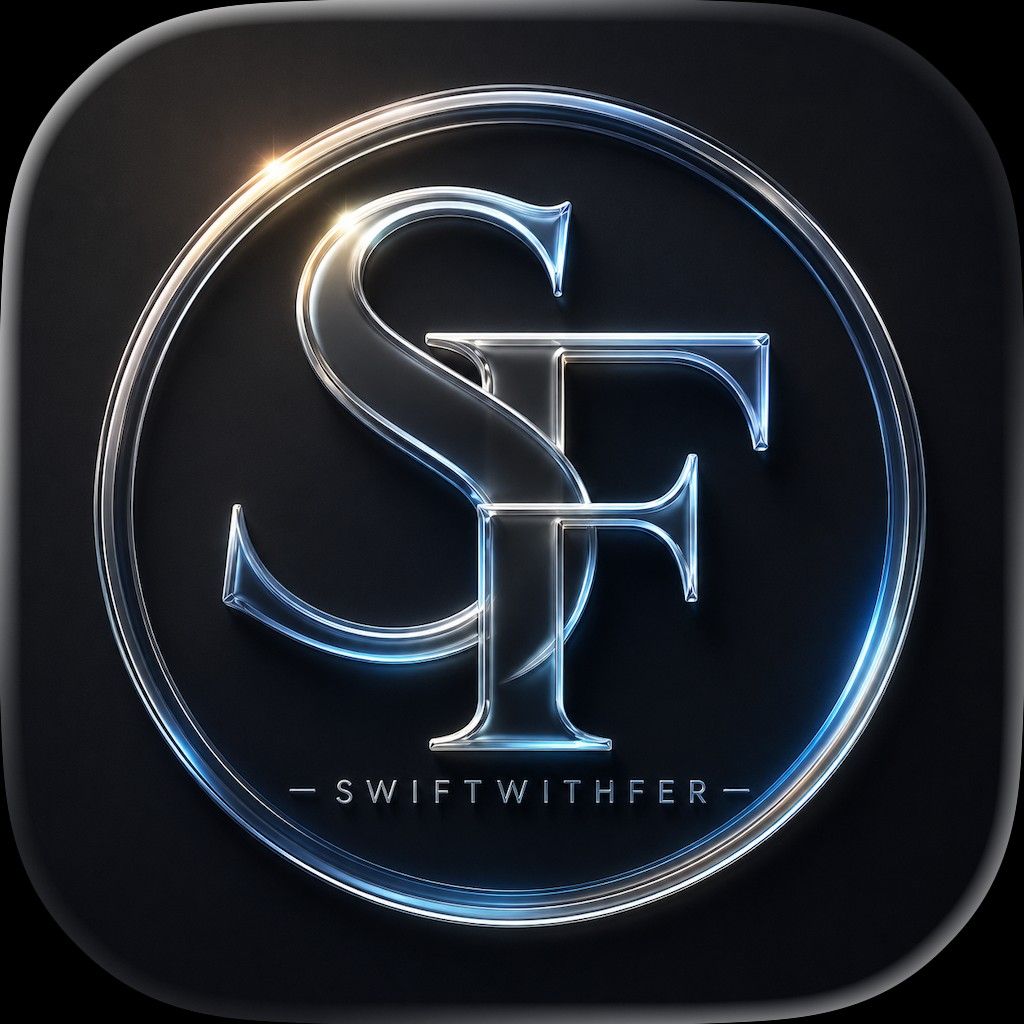 SF
— SWIFTWITHFER —